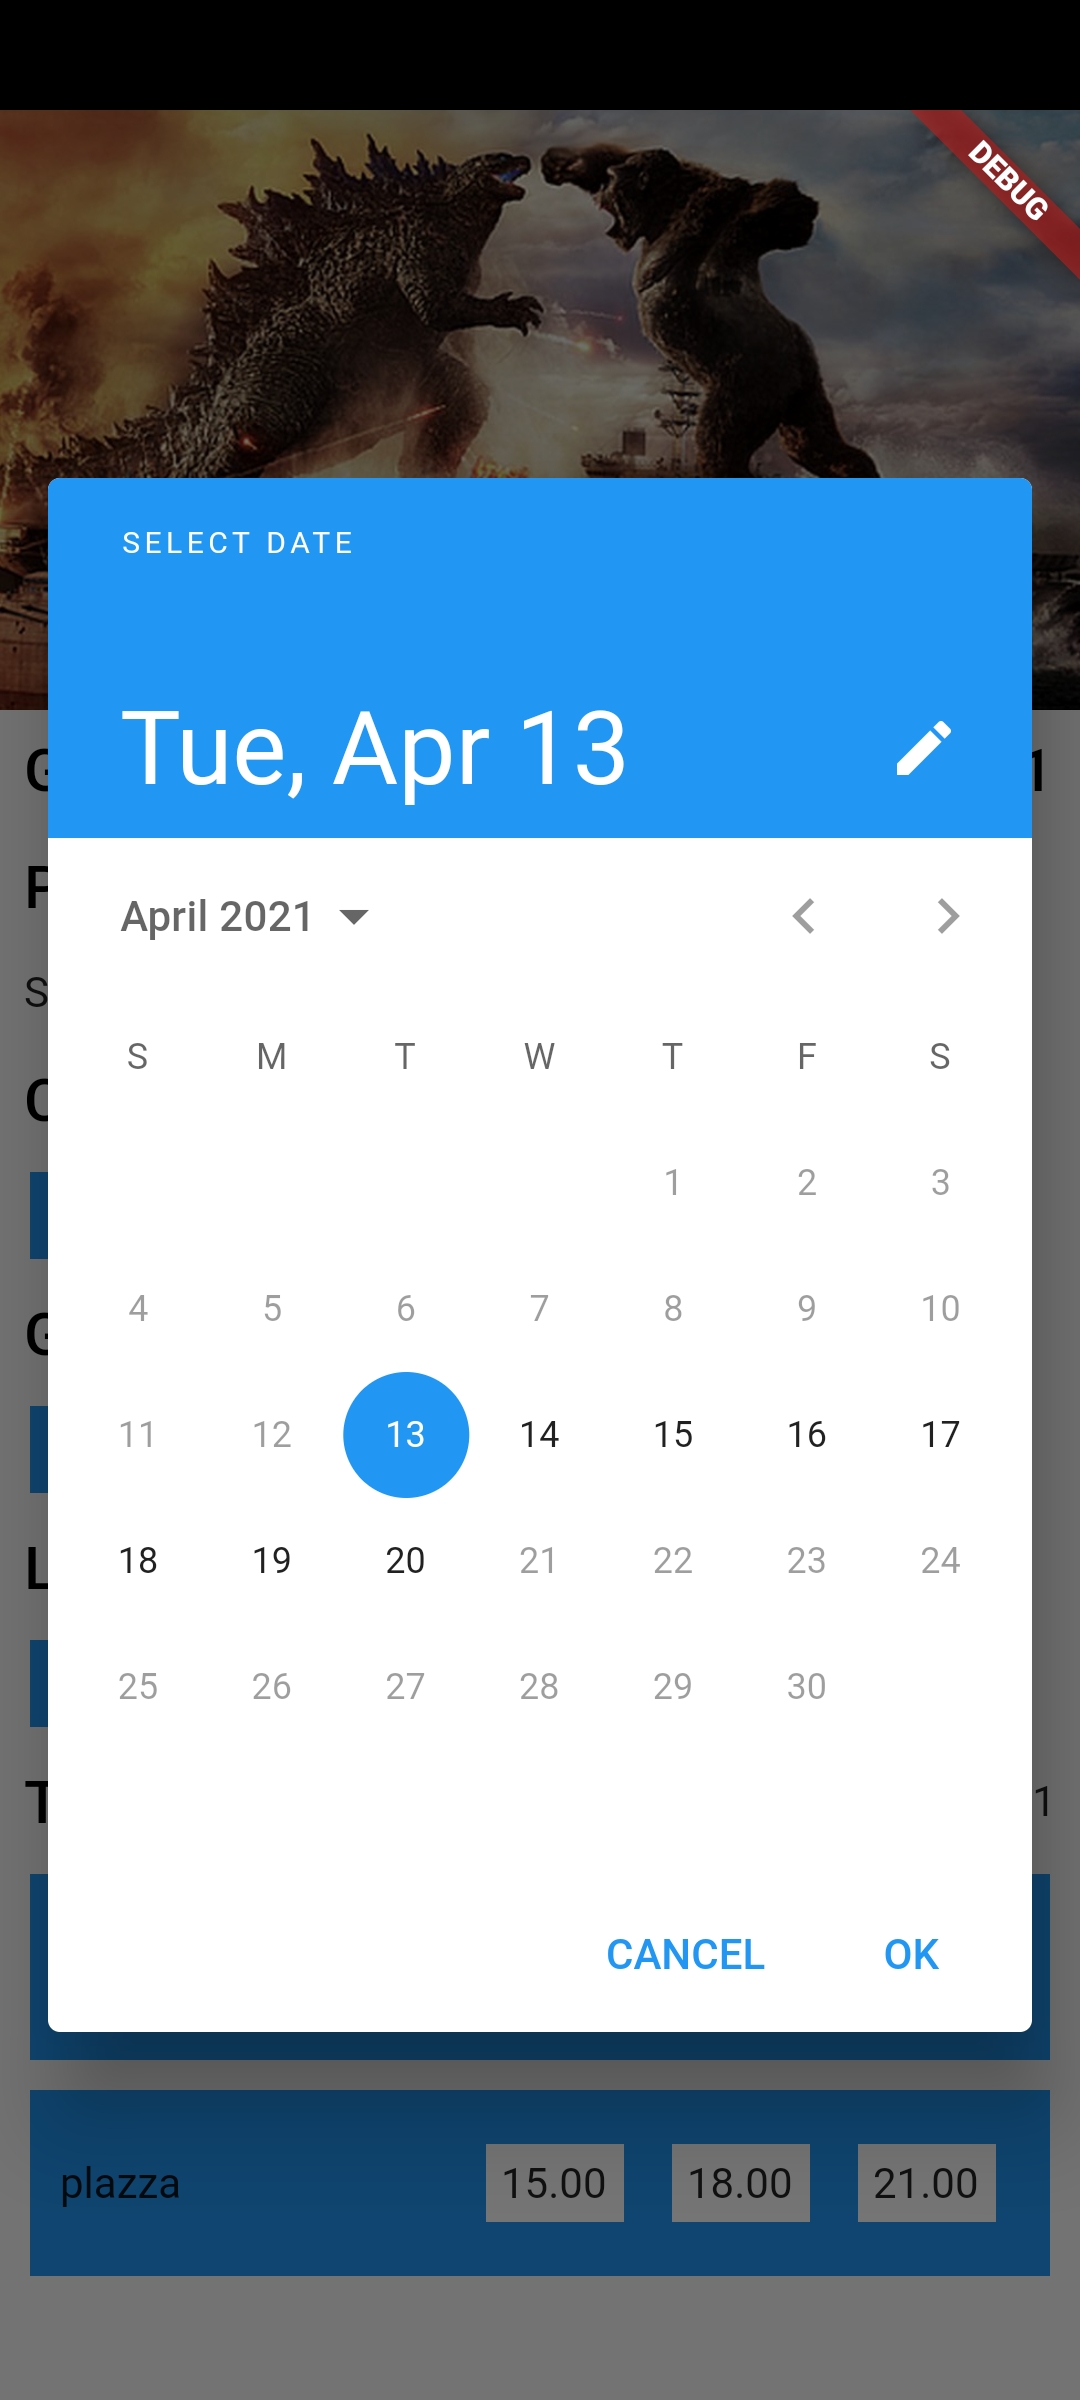 DEBUG
SELECT DATE
Tue, Apr 13
April 2021
S M T W T F S
1 2 3
4 5 6 7 8 9 10
11 12 13 14 15 16 17
18 19 20 21 22 23 24
25 26 27 28 29 30
1
CANCEL OK
plazza 15.00 18.00 21.00